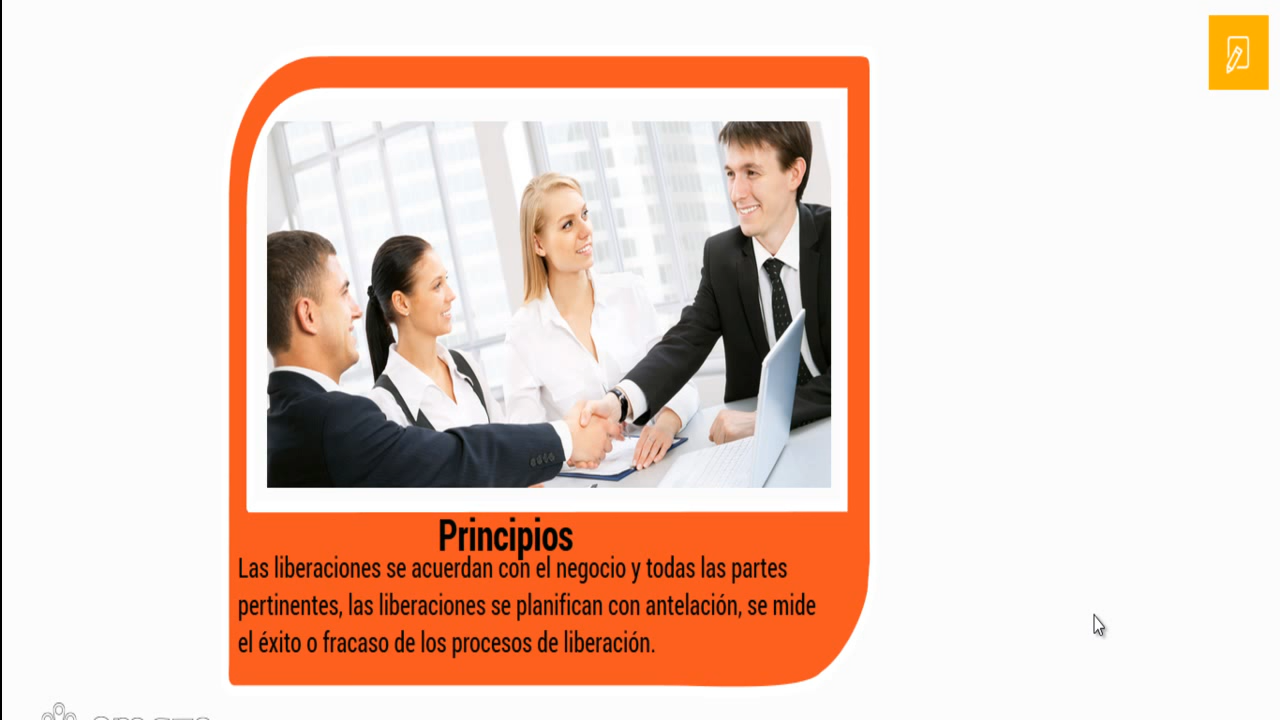 Principios
Las liberaciones se acuerdan con el negocio y todas las partes
pertinentes, las liberaciones se planifican con antelación, se mide
el éxito o fracaso de los procesos de liberación.